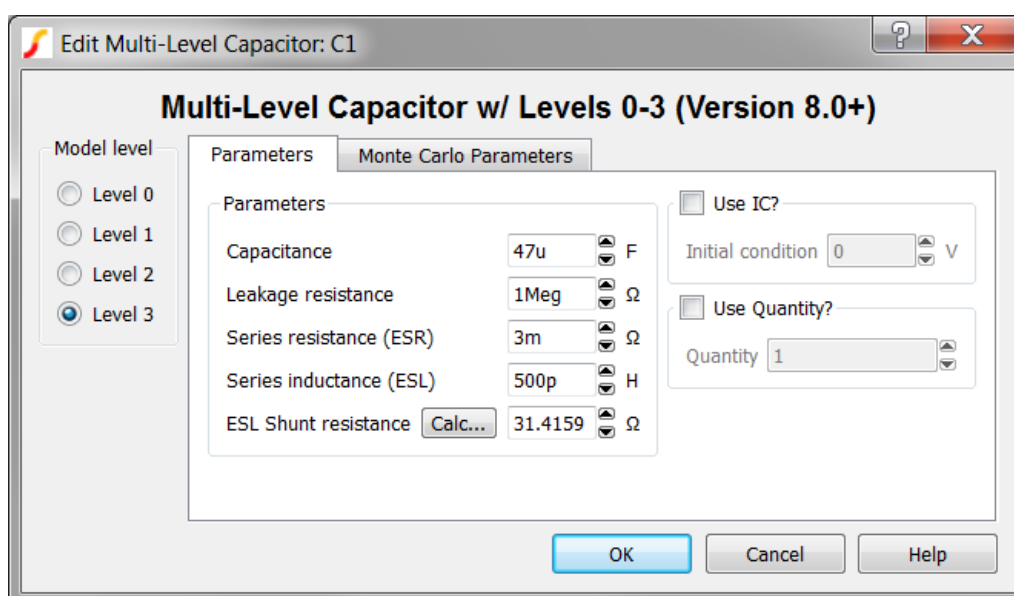 Edit Multi-Level Capacitor: C1
? X
Multi-Level Capacitor w/ Levels 0-3 (Version 8.0+)
Model level
Level 0
Level 1
Level 2
Level 3
Parameters Monte Carlo Parameters
Parameters
Capacitance 47u F
Leakage resistance 1Meg Ω
Series resistance (ESR) 3m Ω
Series inductance (ESL) 500p H
ESL Shunt resistance Calc... 31.4159 Ω
Use IC?
Initial condition 0 V
Use Quantity?
Quantity 1
OK Cancel Help